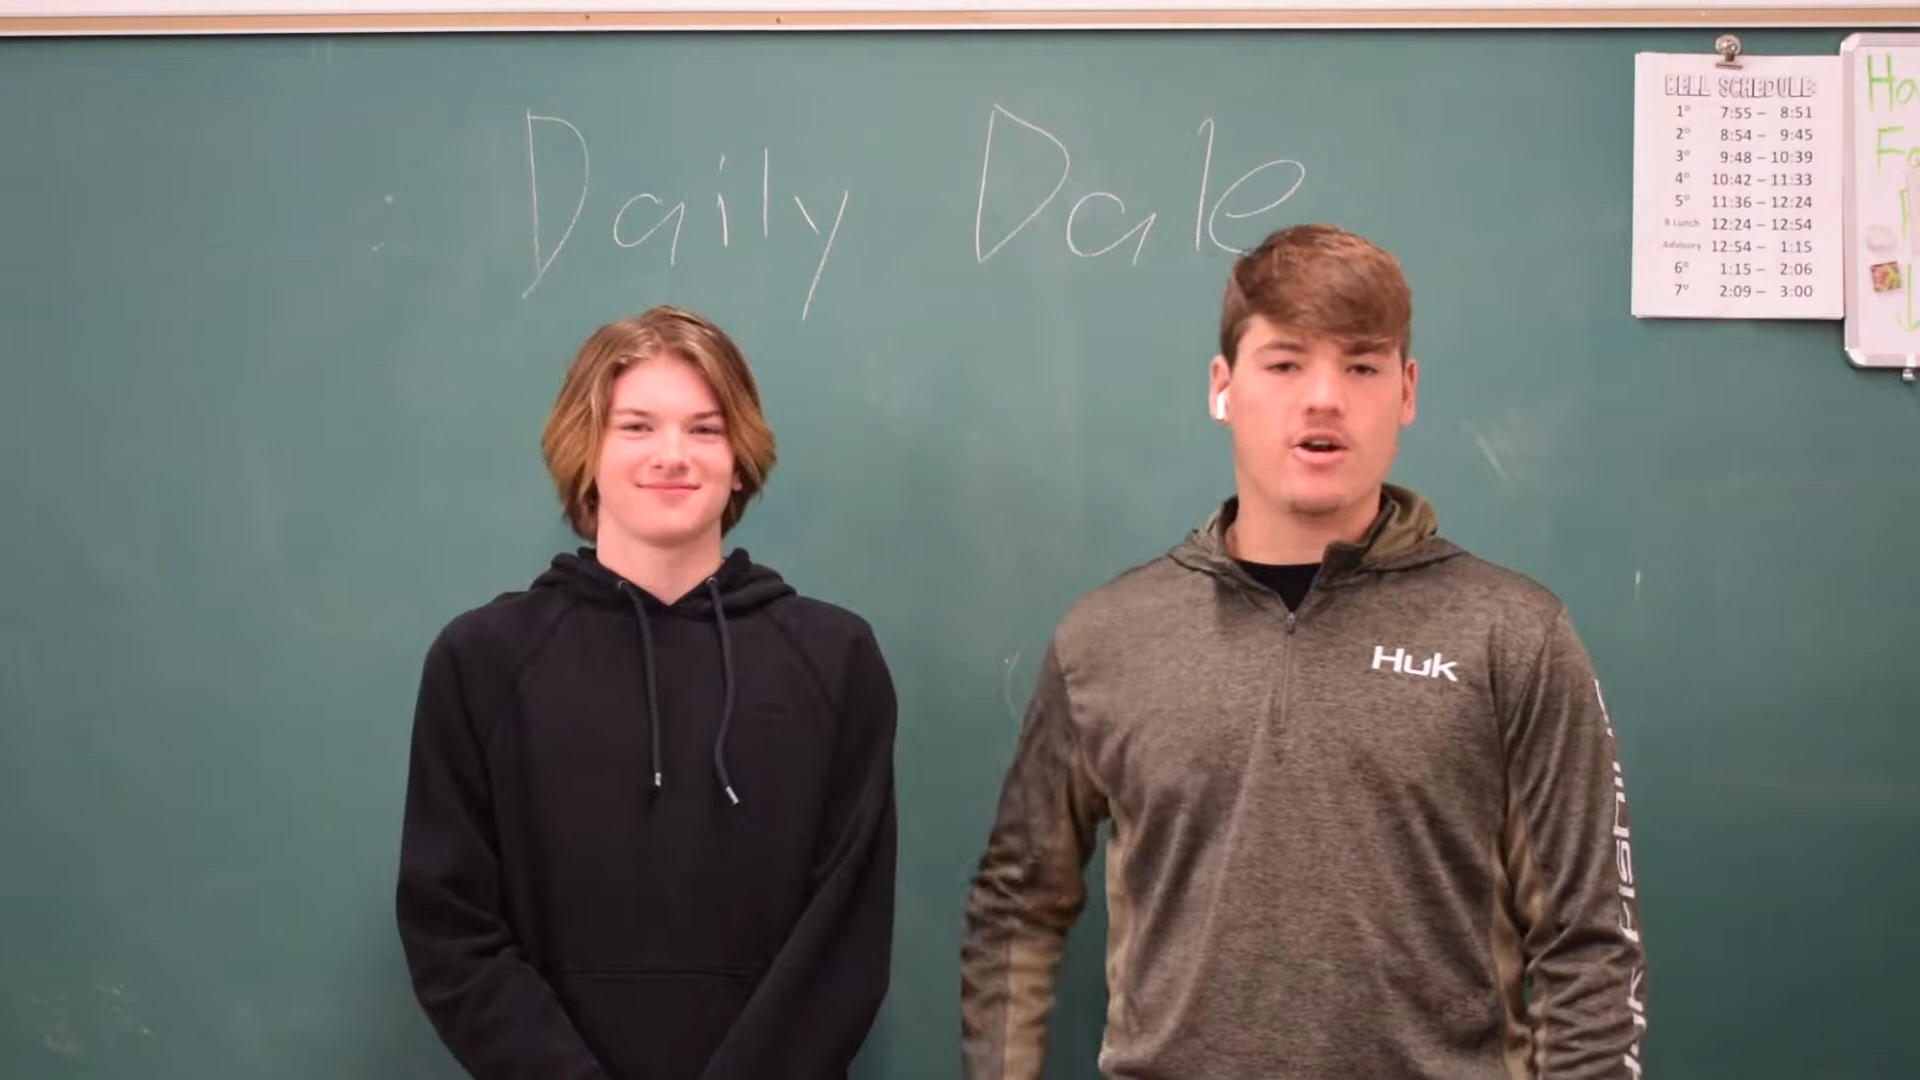 Daily Dale
BELL SCHEDULE
1° 7:55 – 8:51
2° 8:54 – 9:45
3° 9:48 – 10:39
4° 10:42 – 11:33
5° 11:36 – 12:24
B Lunch 12:24 – 12:54
Advisory 12:54 – 1:15
6° 1:15 – 2:06
7° 2:09 – 3:00
Huk